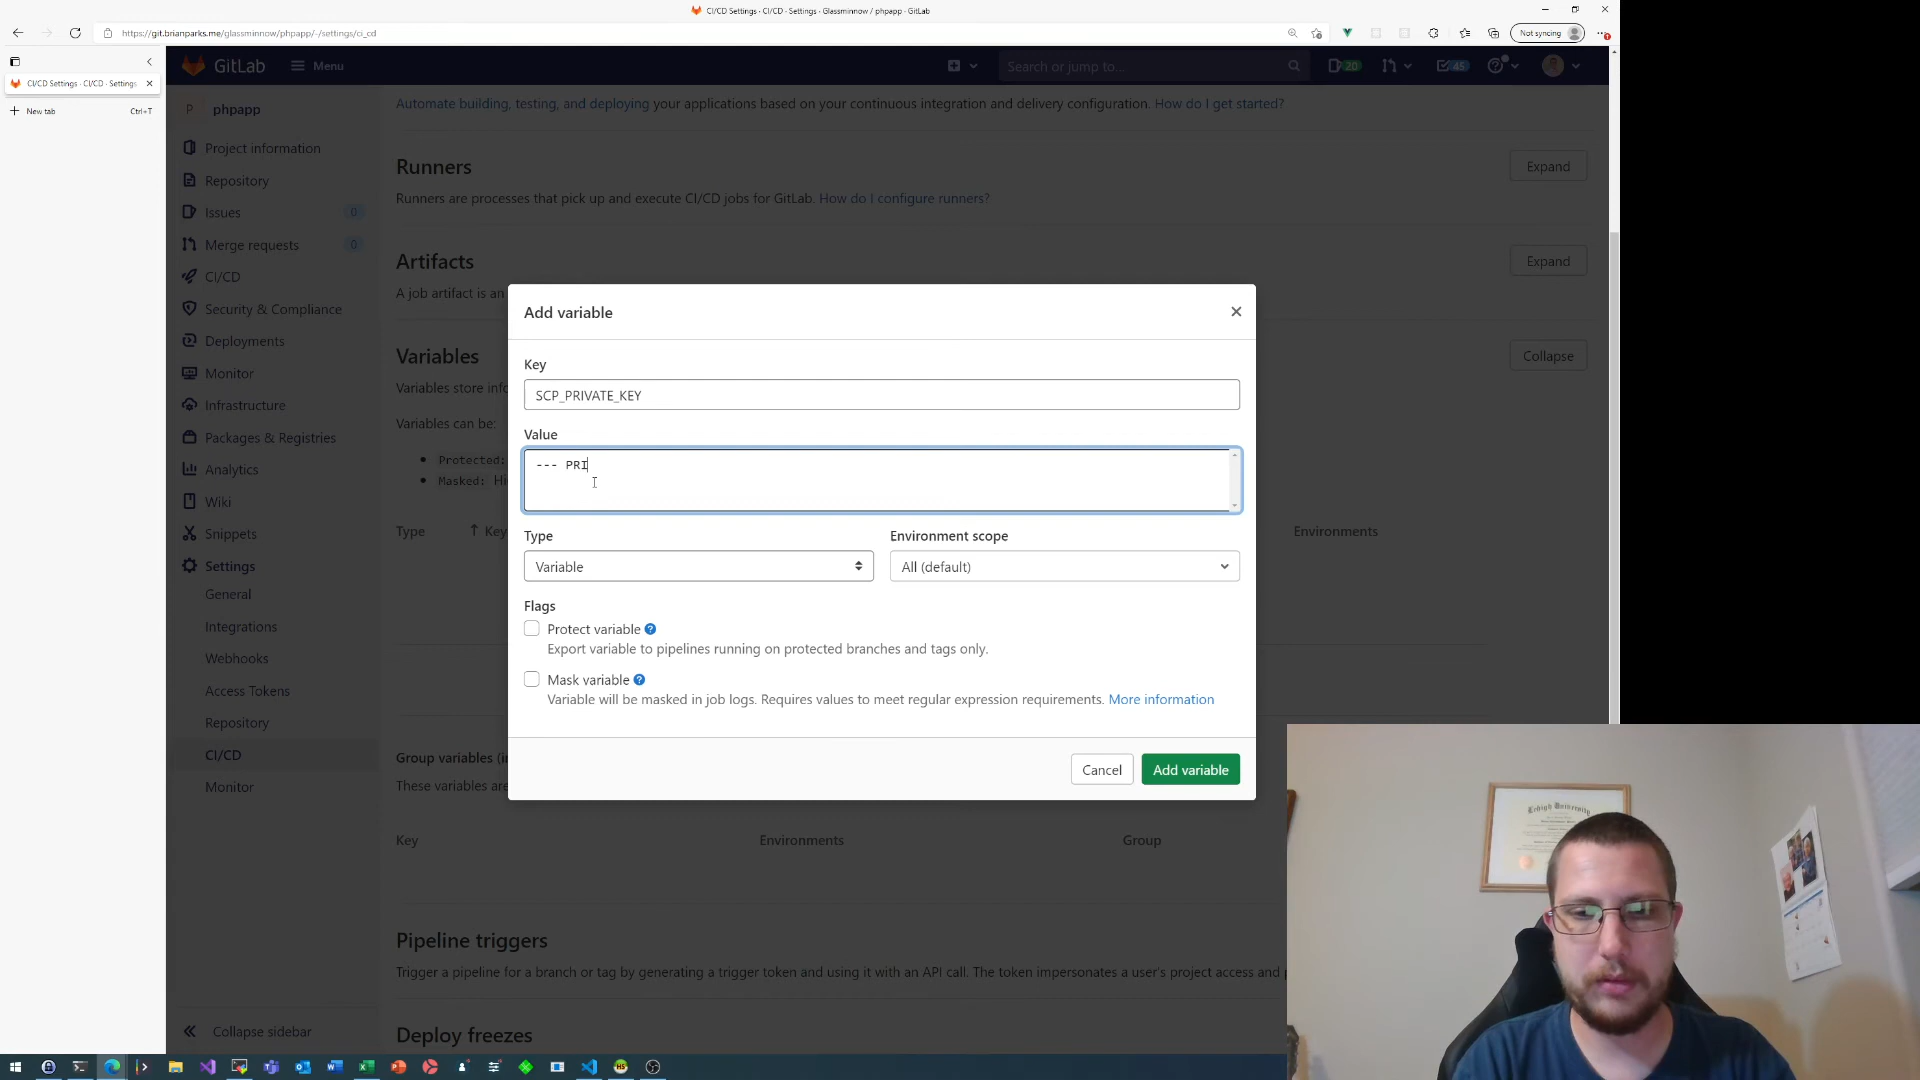 CI/CD Settings · CI/CD · Settings · Glassminnow / phpapp · GitLab
https://git.brianparks.me/glassminnow/phpapp/-/settings/ci_cd
Not syncing
CI/CD Settings · CI/CD · Settings
New tab
Ctrl+T
GitLab
Menu
Search or jump to...
20
45
P phpapp
Project information
Repository
Issues 0
Merge requests 0
CI/CD
Security & Compliance
Deployments
Monitor
Infrastructure
Packages & Registries
Analytics
Wiki
Snippets
Settings
General
Integrations
Webhooks
Access Tokens
Repository
CI/CD
Monitor
Collapse sidebar
Automate building, testing, and deploying your applications based on your continuous integration and delivery configuration. How do I get started?
Runners
Expand
Runners are processes that pick up and execute CI/CD jobs for GitLab. How do I configure runners?
Artifacts
Expand
A job artifact is an
Variables
Collapse
Variables store info
Variables can be:
Protected:
Masked: Hi
Type
↑ Key
Environments
Add variable
Key
SCP_PRIVATE_KEY
Value
--- PRI
Type
Environment scope
Variable
All (default)
Flags
Protect variable
Export variable to pipelines running on protected branches and tags only.
Mask variable
Variable will be masked in job logs. Requires values to meet regular expression requirements. More information
Cancel
Add variable
Group variables (i
These variables are
Key
Environments
Group
Pipeline triggers
Trigger a pipeline for a branch or tag by generating a trigger token and using it with an API call. The token impersonates a user's project access and p
Deploy freezes
Lehigh University